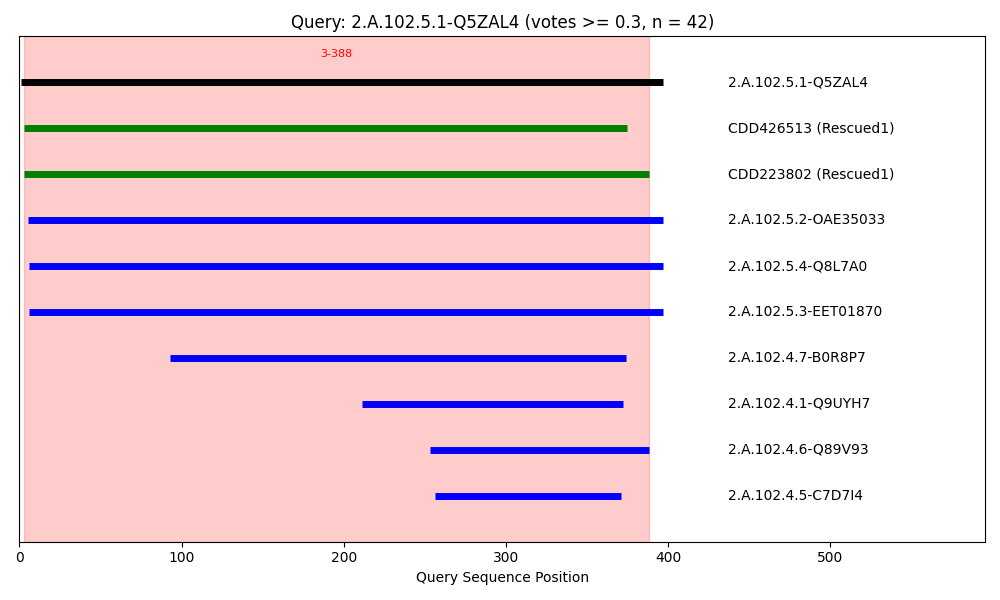 Query: 2.A.102.5.1-Q5ZAL4 (votes >= 0.3, n = 42)
3-388
2.A.102.5.1-Q5ZAL4
CDD426513 (Rescued1)
CDD223802 (Rescued1)
2.A.102.5.2-OAE35033
2.A.102.5.4-Q8L7A0
2.A.102.5.3-EET01870
2.A.102.4.7-B0R8P7
2.A.102.4.1-Q9UYH7
2.A.102.4.6-Q89V93
2.A.102.4.5-C7D7I4
0 100 200 300 400 500
Query Sequence Position